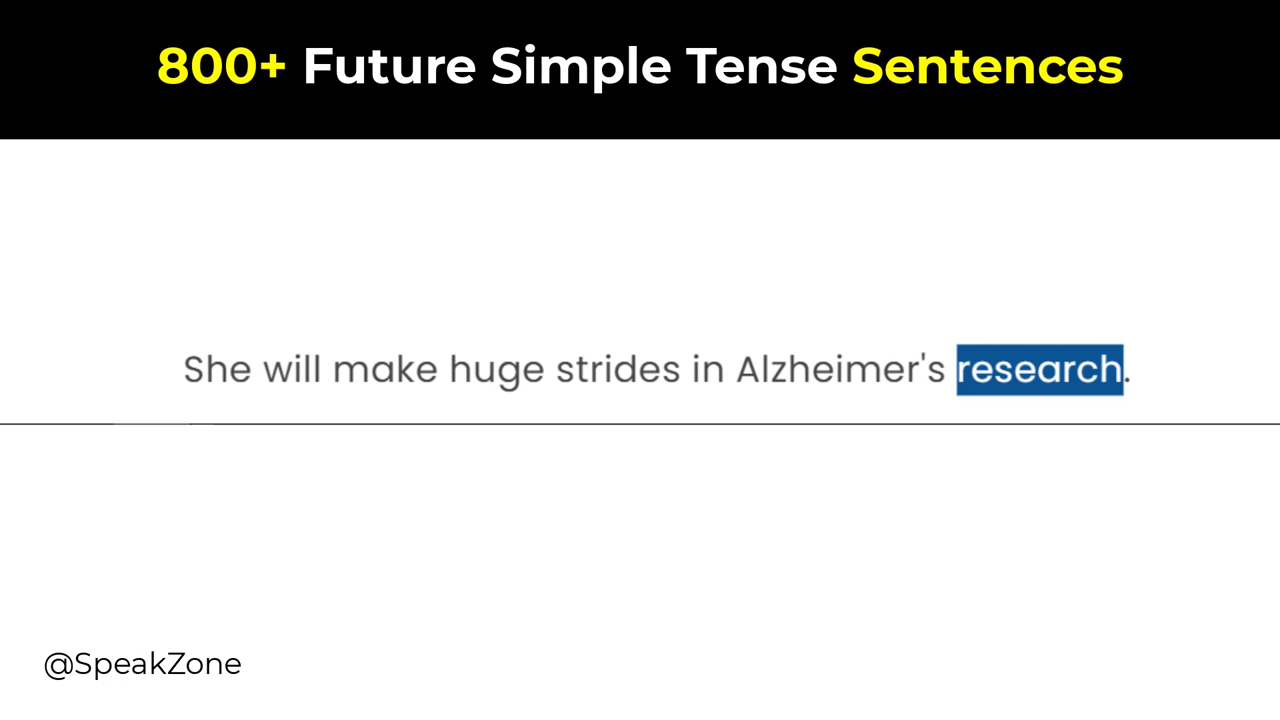 800+ Future Simple Tense Sentences
She will make huge strides in Alzheimer's research.
@SpeakZone